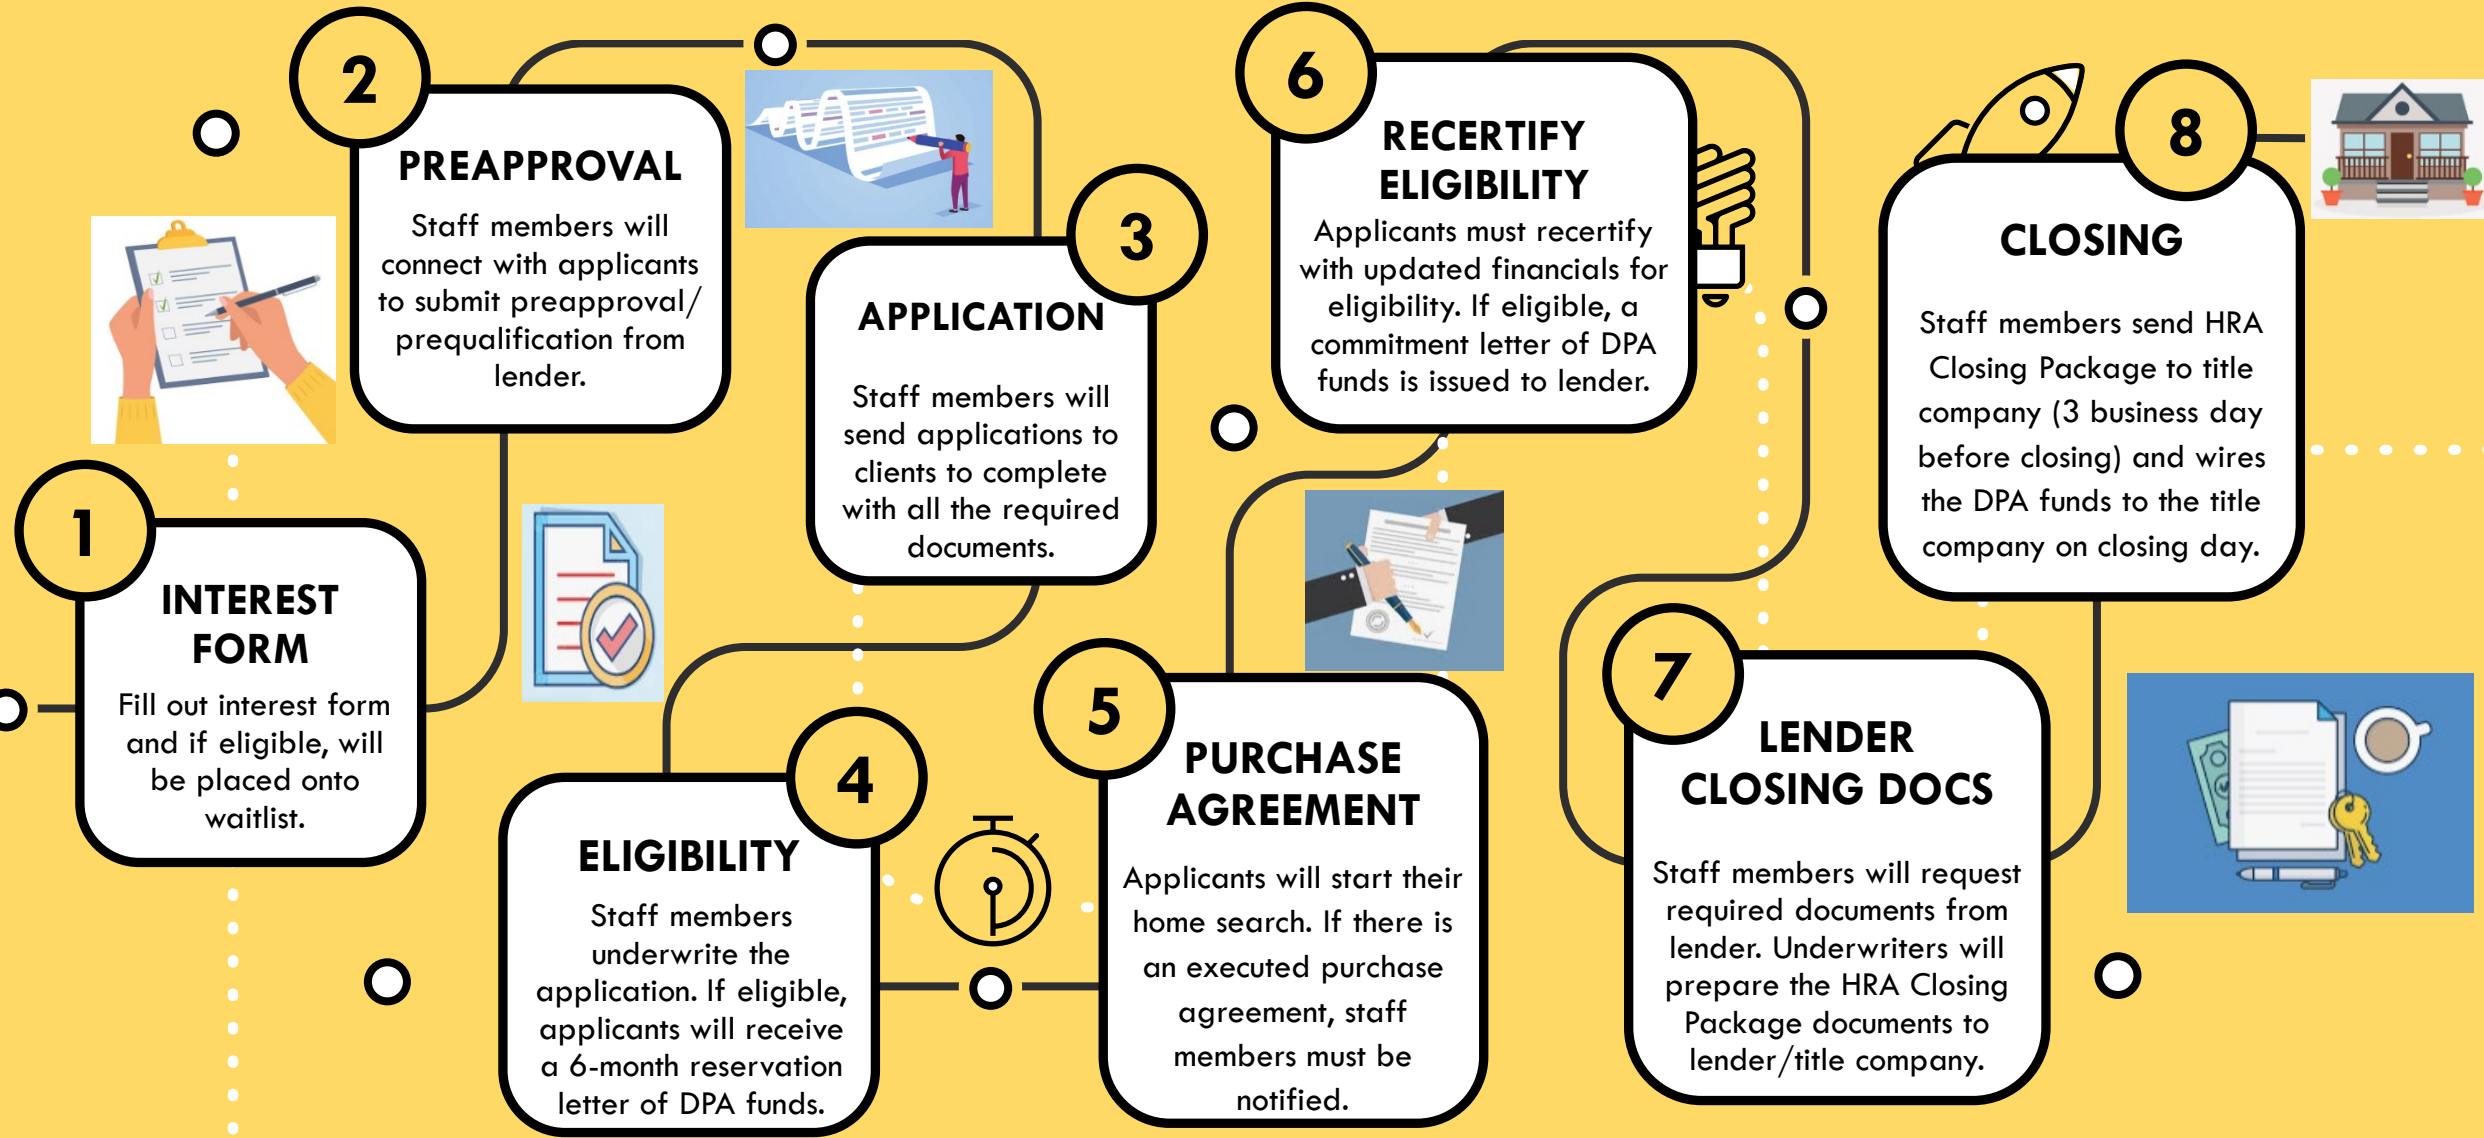 1
INTEREST
FORM
Fill out interest form
and if eligible, will
be placed onto
waitlist.
2
PREAPPROVAL
Staff members will
connect with applicants
to submit preapproval/
prequalification from
lender.
3
APPLICATION
Staff members will
send applications to
clients to complete
with all the required
documents.
4
ELIGIBILITY
Staff members
underwrite the
application. If eligible,
applicants will receive
a 6-month reservation
letter of DPA funds.
5
PURCHASE
AGREEMENT
Applicants will start their
home search. If there is
an executed purchase
agreement, staff
members must be
notified.
6
RECERTIFY
ELIGIBILITY
Applicants must recertify
with updated financials for
eligibility. If eligible, a
commitment letter of DPA
funds is issued to lender.
7
LENDER
CLOSING DOCS
Staff members will request
required documents from
lender. Underwriters will
prepare the HRA Closing
Package documents to
lender/title company.
8
CLOSING
Staff members send HRA
Closing Package to title
company (3 business day
before closing) and wires
the DPA funds to the title
company on closing day.